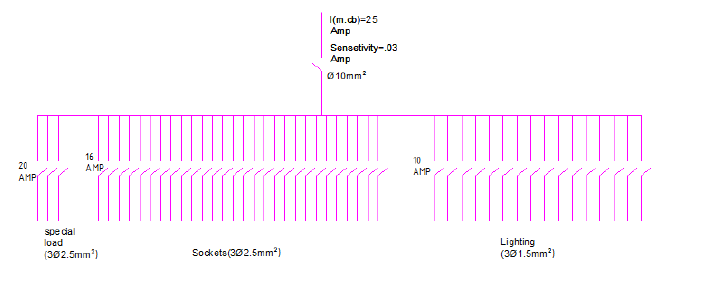 I(m.cb)=25
Amp
Sensetivity=.03
Amp
Ø10mm²
20
AMP
16
AMP
10
AMP
special
load
(3Ø2.5mm²)
Sockets(3Ø2.5mm²)
Lighting
(3Ø1.5mm²)